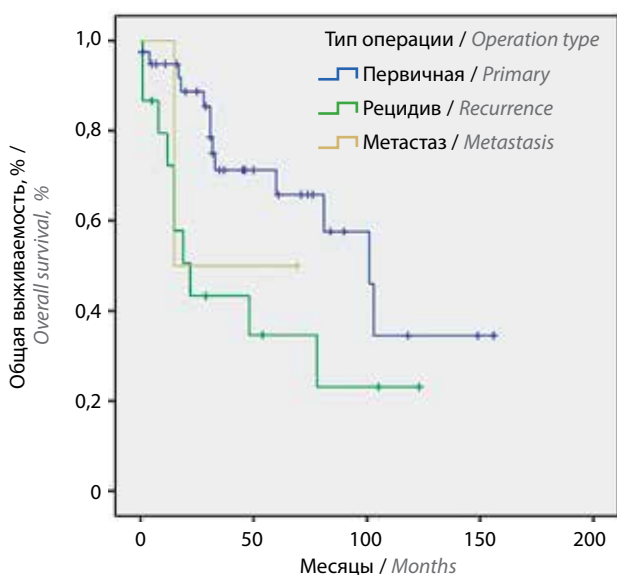 Общая выживаемость, % /
Overall survival, %
1,0
0,8
0,6
0,4
0,2
0
Тип операции / Operation type
Первичная / Primary
Рецидив / Recurrence
Метастаз / Metastasis
0 50 100 150 200
Месяцы / Months